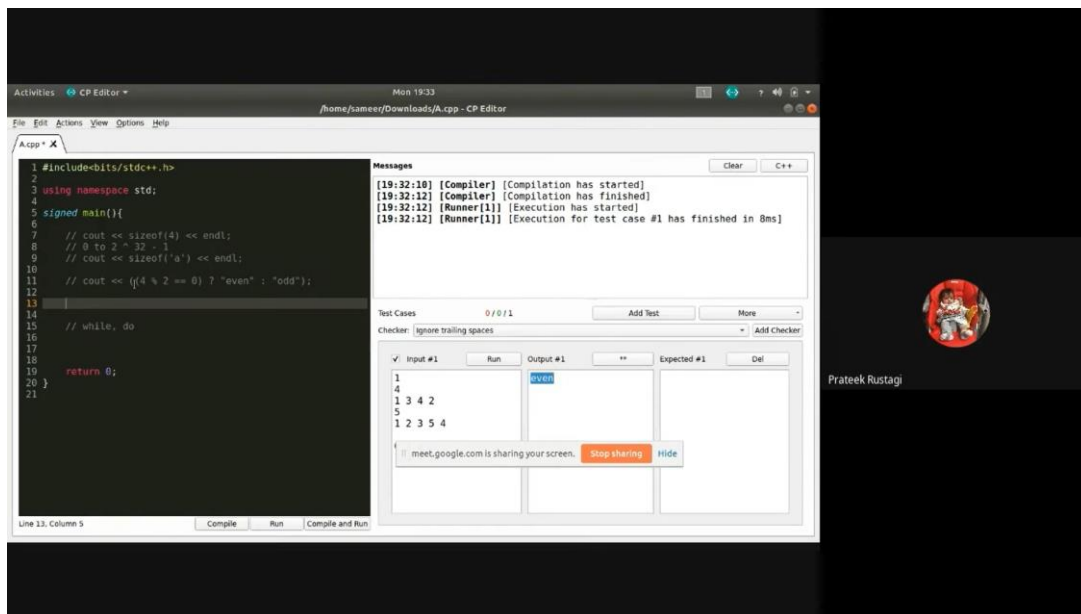 Activities CP Editor Mon 19:33
/home/sameer/Downloads/A.cpp - CP Editor
File Edit Actions View Options Help
A.cpp * X
1 #include<bits/stdc++.h>
2
3 using namespace std;
4
5 signed main(){
6
7 // cout << sizeof(4) << endl;
8 // 0 to 2 ^ 32 - 1
9 // cout << sizeof('a') << endl;
10
11 // cout << ((4 % 2 == 0) ? "even" : "odd");
12
13
14
15 // while, do
16
17
18
19 return 0;
20 }
21
Line 13, Column 5 Compile Run Compile and Run
Messages Clear C++
[19:32:10] [Compiler] [Compilation has started]
[19:32:12] [Compiler] [Compilation has finished]
[19:32:12] [Runner[1]] [Execution has started]
[19:32:12] [Runner[1]] [Execution for test case #1 has finished in 8ms]
Test Cases 0/0/1 Add Test More
Checker: Ignore trailing spaces Add Checker
Input #1 Run Output #1 ** Expected #1 Del
1
4
1 3 4 2
5
1 2 3 5 4
even
meet.google.com is sharing your screen. Stop sharing Hide
Prateek Rustagi